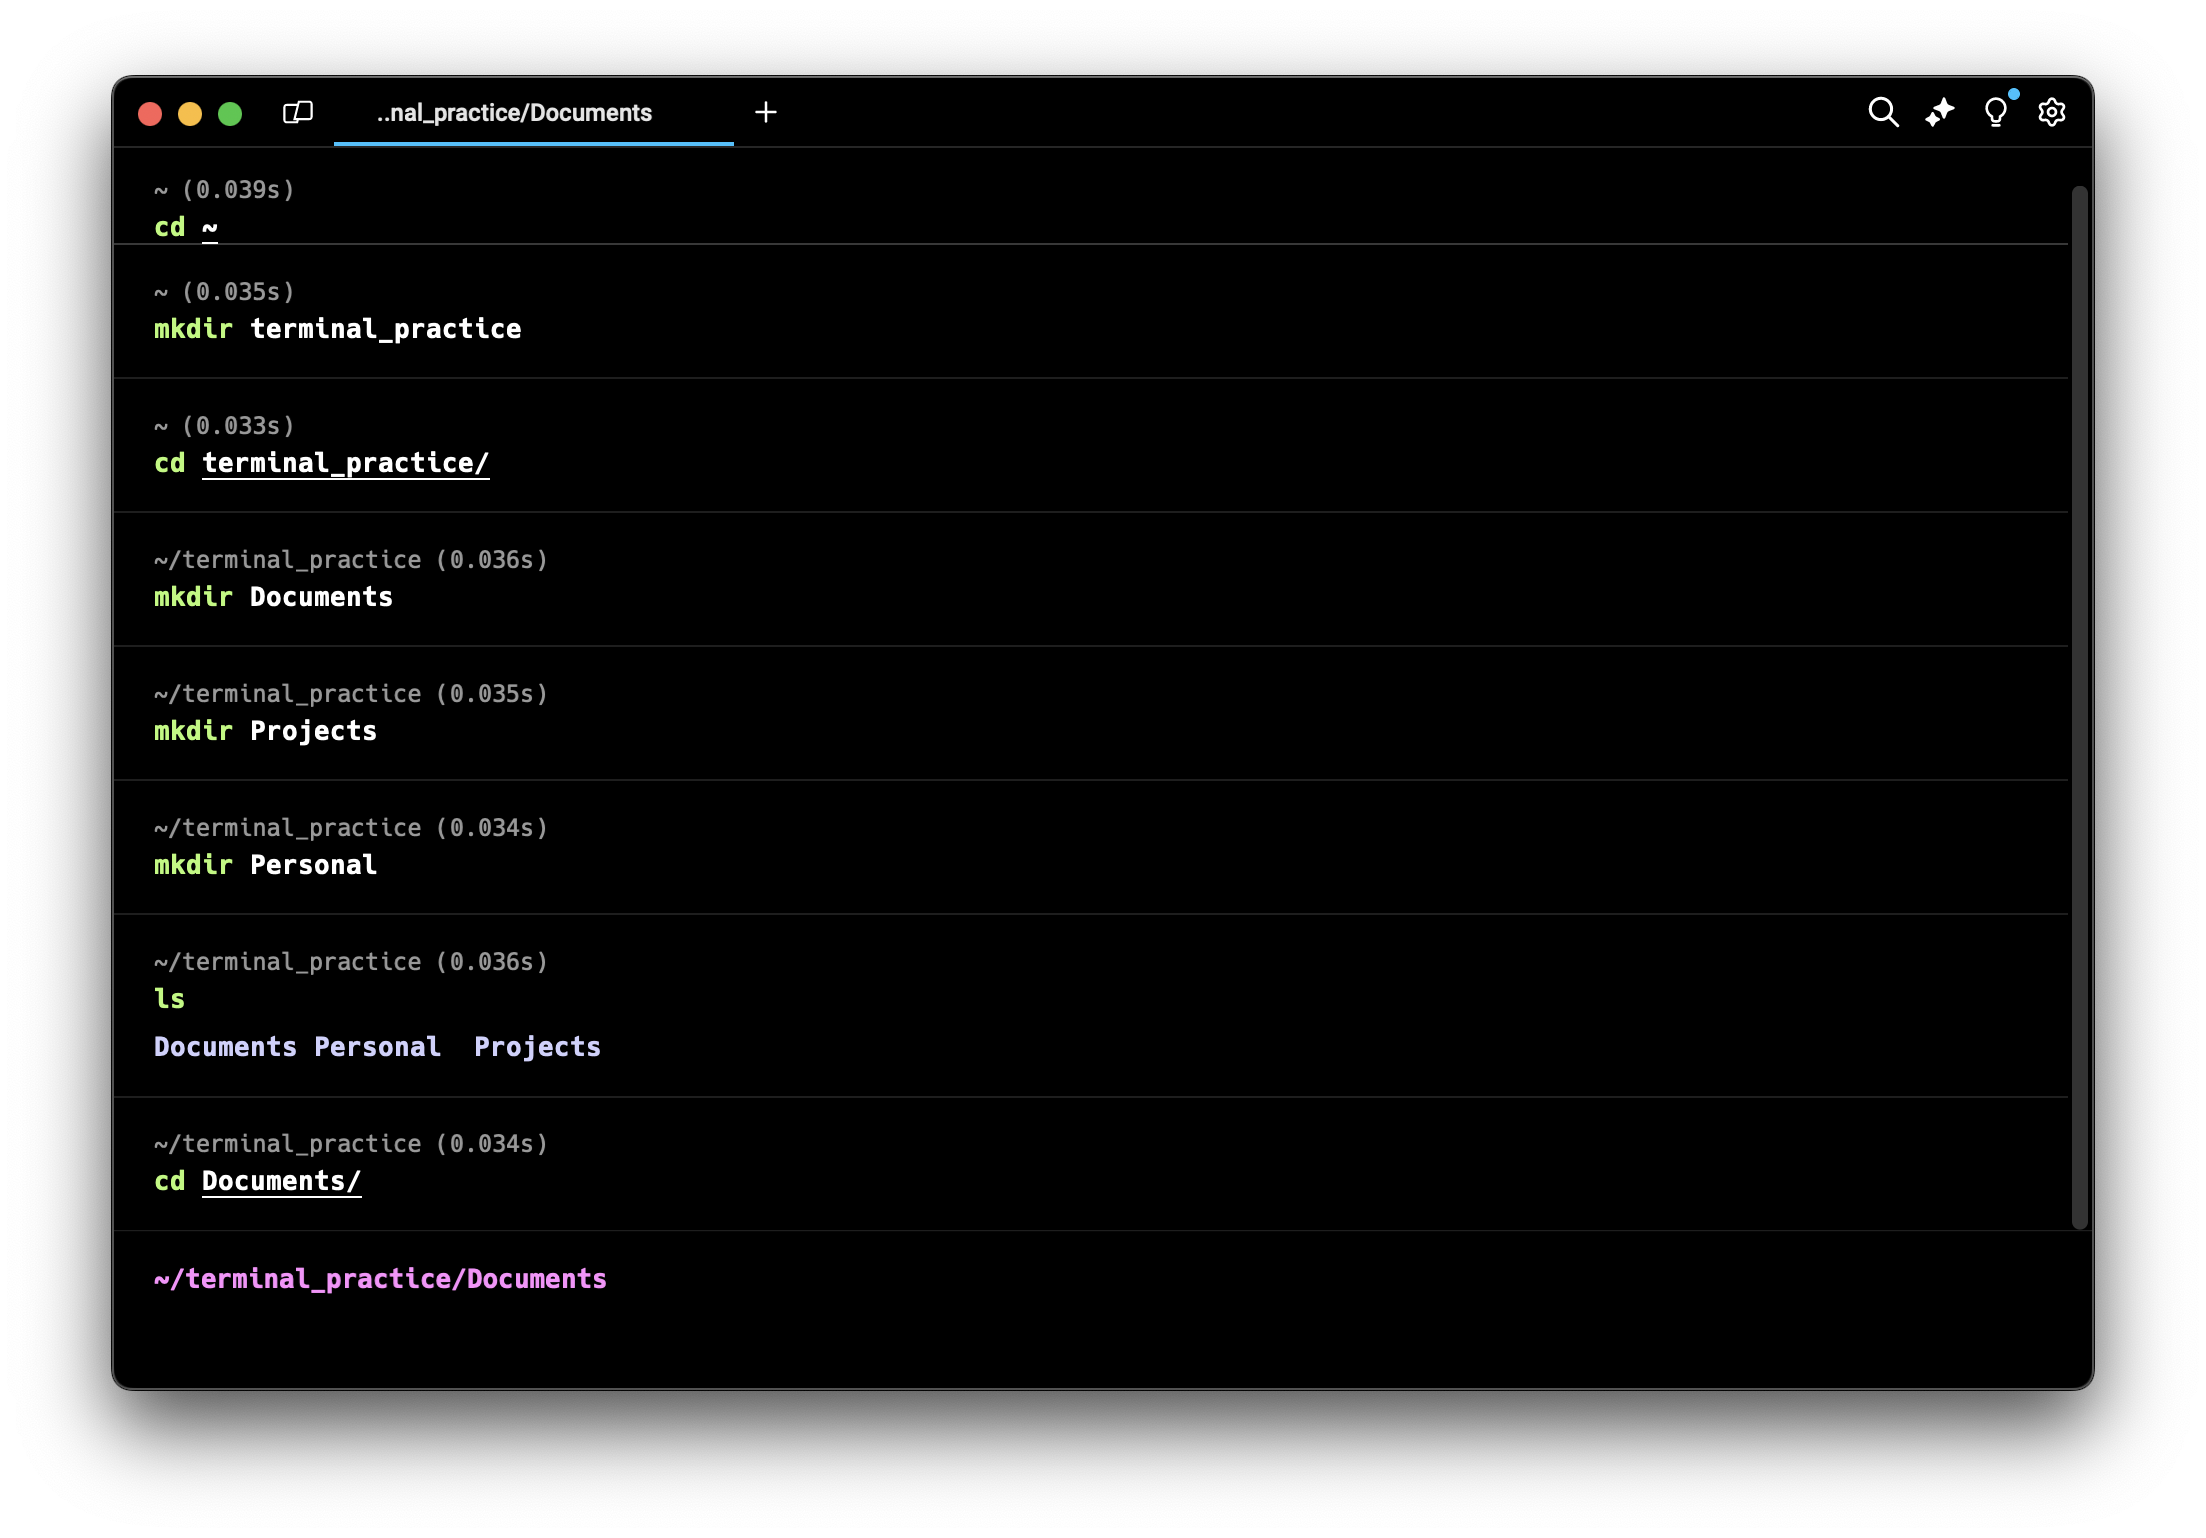 ..nal_practice/Documents
~ (0.039s)
cd ~
~ (0.035s)
mkdir terminal_practice
~ (0.033s)
cd terminal_practice/
~/terminal_practice (0.036s)
mkdir Documents
~/terminal_practice (0.035s)
mkdir Projects
~/terminal_practice (0.034s)
mkdir Personal
~/terminal_practice (0.036s)
ls
Documents Personal  Projects
~/terminal_practice (0.034s)
cd Documents/
~/terminal_practice/Documents